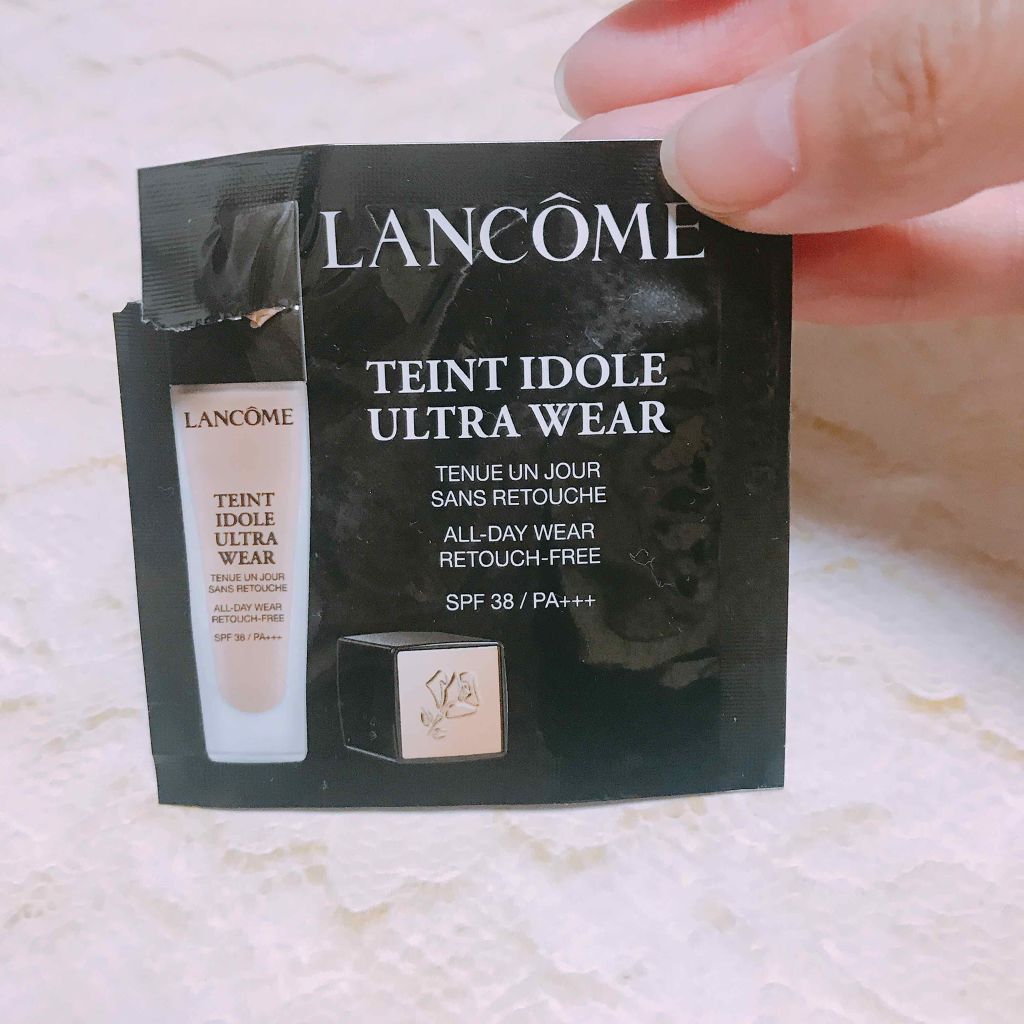 LANCÔME
TEINT IDOLE
ULTRA WEAR
TENUE UN JOUR
SANS RETOUCHE
ALL-DAY WEAR
RETOUCH-FREE
SPF 38 / PA+++
LANCÔME
TEINT
IDOLE
ULTRA
WEAR
TENUE UN JOUR
SANS RETOUCHE
ALL-DAY WEAR
RETOUCH-FREE
SPF 38 / PA+++